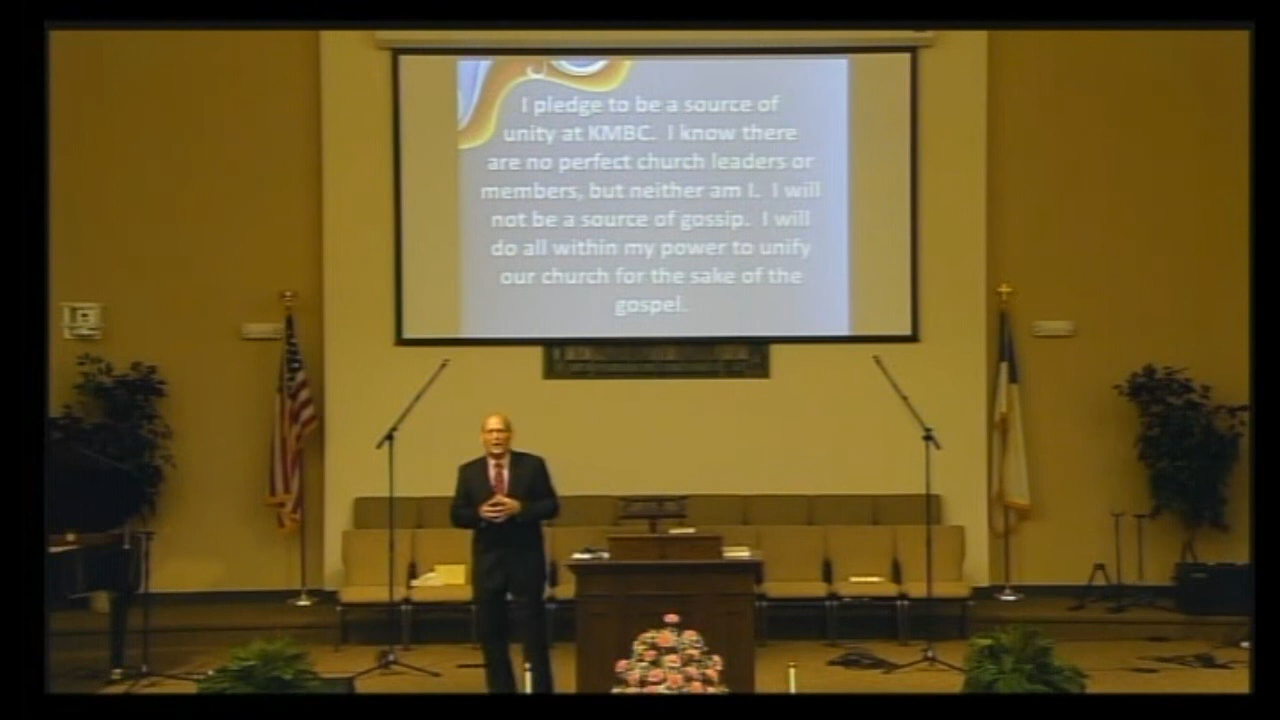 I pledge to be a source of
unity at KMBC. I know there
are no perfect church leaders or
members, but neither am I. I will
not be a source of gossip. I will
do all within my power to unify
our church for the sake of the
gospel.